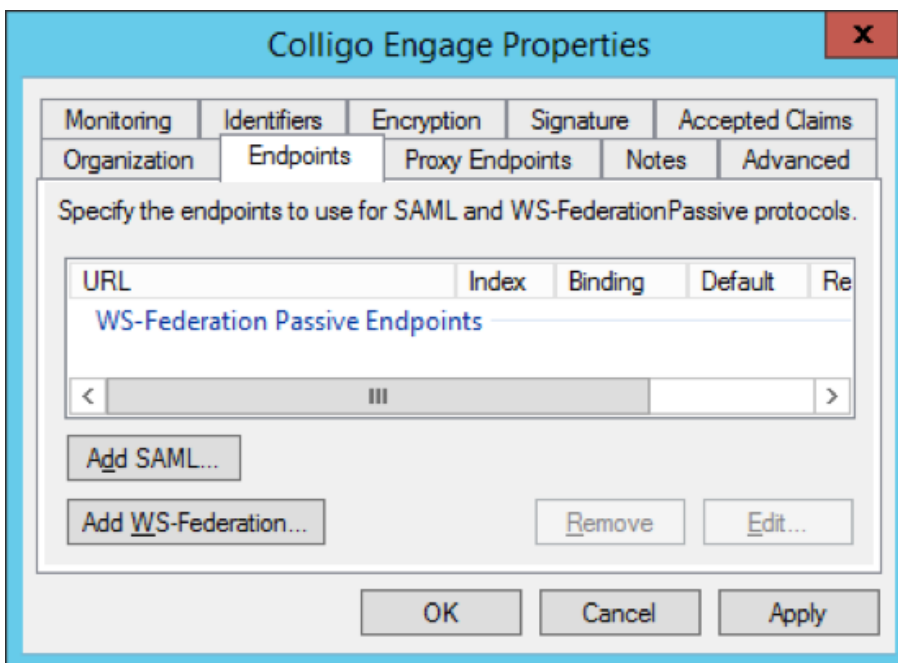 Colligo Engage Properties
x
Monitoring Identifiers Encryption Signature Accepted Claims
Organization Endpoints Proxy Endpoints Notes Advanced
Specify the endpoints to use for SAML and WS-FederationPassive protocols.
URL Index Binding Default Re
WS-Federation Passive Endpoints
Add SAML...
Add WS-Federation... Remove Edit...
OK Cancel Apply